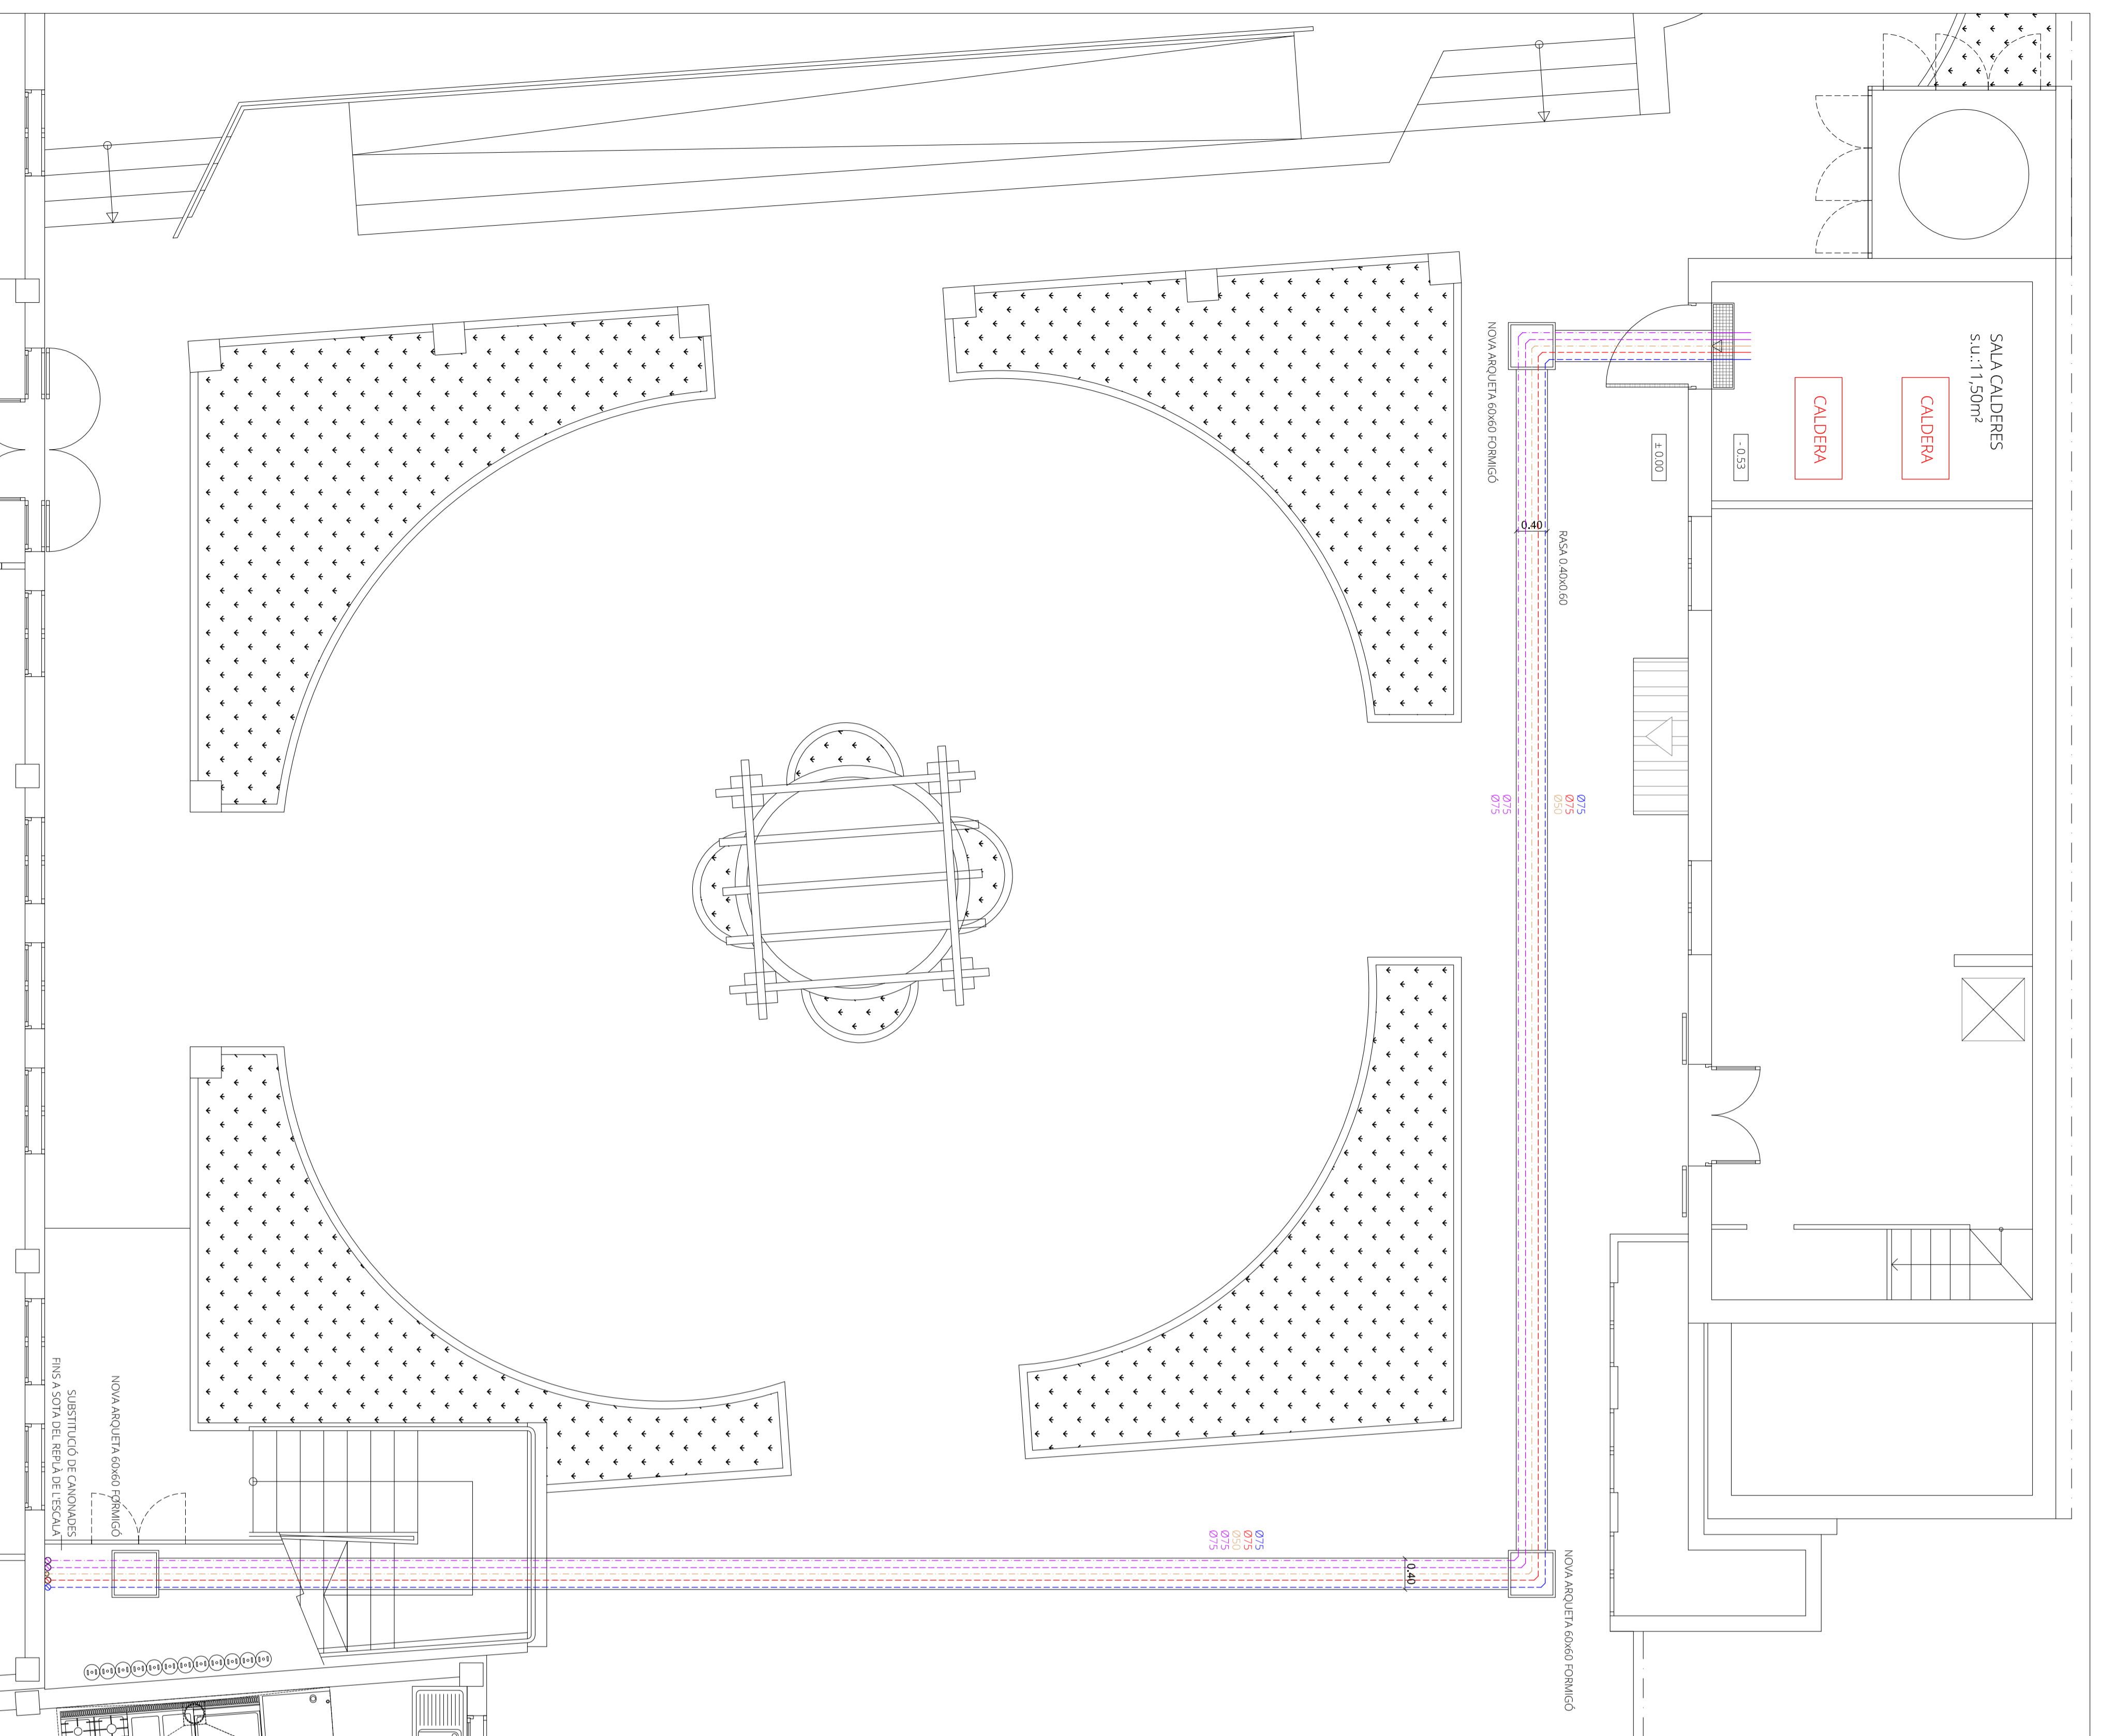 SALA CALDERES
s.u.:11,50m²
CALDERA
CALDERA
- 0.53
± 0.00
NOVA ARQUETA 60x60 FORMIGÓ
0.40
RASA 0.40x0.60
Ø75
Ø75
Ø50
Ø75
Ø75
Ø75
Ø75
Ø50
Ø75
Ø75
0.40
NOVA ARQUETA 60x60 FORMIGÓ
NOVA ARQUETA 60x60 FORMIGÓ
SUBSTITUCIÓ DE CANONADES
FINS A SOTA DEL REPLÀ DE L'ESCALA